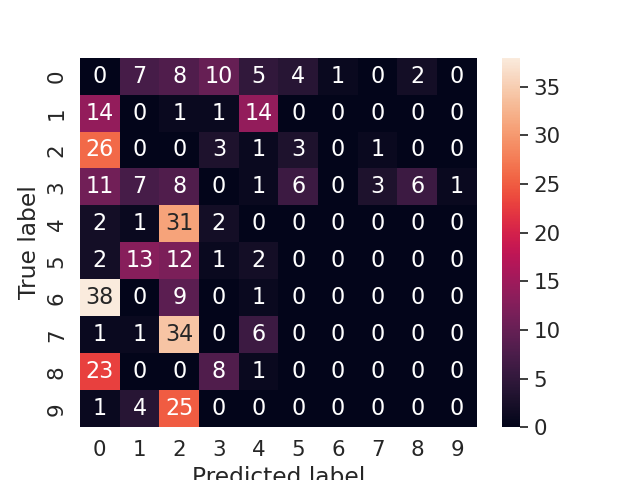 0 0 7 8 10 5 4 1 0 2 0 35
1 14 0 1 1 14 0 0 0 0 0 30
2 26 0 0 3 1 3 0 1 0 0 25
3 11 7 8 0 1 6 0 3 6 1 20
True label
4 2 1 31 2 0 0 0 0 0 0 15
5 2 13 12 1 2 0 0 0 0 0
6 38 0 9 0 1 0 0 0 0 0 10
7 1 1 34 0 6 0 0 0 0 0
8 23 0 0 8 1 0 0 0 0 0 5
9 1 4 25 0 0 0 0 0 0 0 0
0 1 2 3 4 5 6 7 8 9
Predicted label